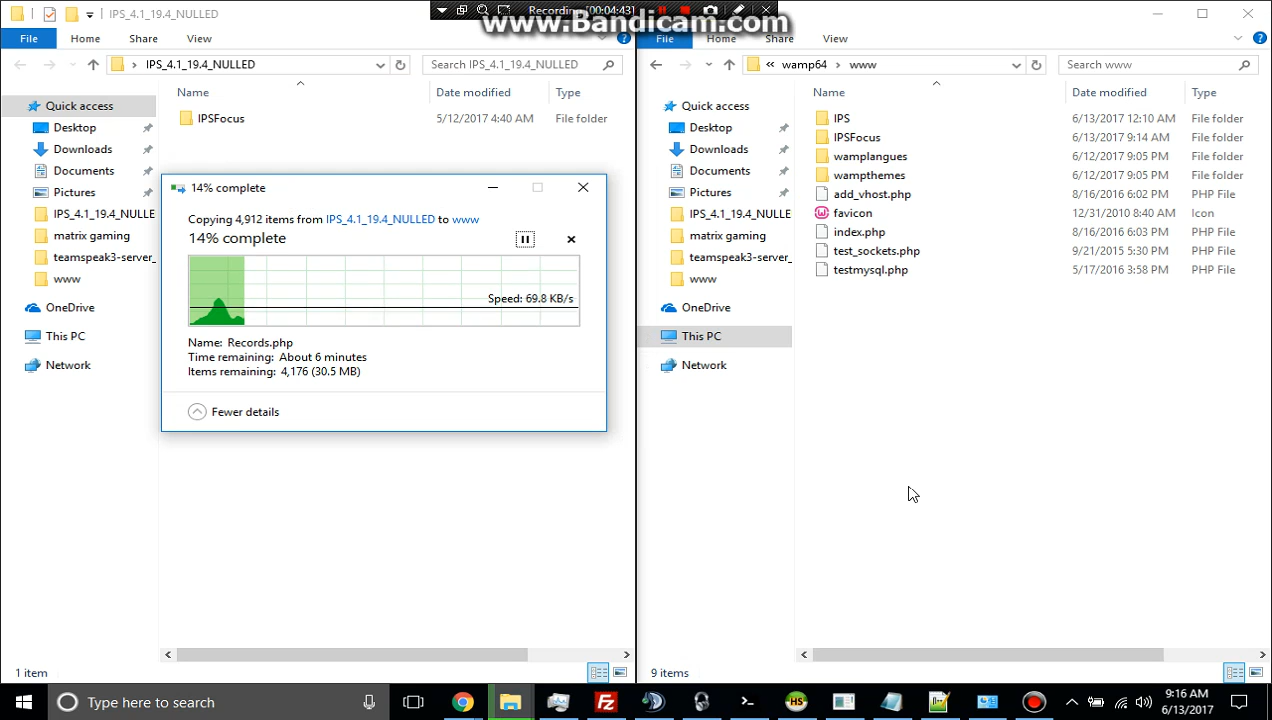 IPS_4.1_19.4_NULLED
Recording [00:04:43]
www.Bandicam.com
File Home Share View
File Home Share View
IPS_4.1_19.4_NULLED
Search IPS_4.1_19.4_NULLED
« wamp64 › www
Search www
Name Date modified Type
Name Date modified Type
Quick access
Desktop
Downloads
Documents
Pictures
IPS_4.1_19.4_NULLE
matrix gaming
teamspeak3-server_
www
OneDrive
This PC
Network
IPSFocus 5/12/2017 4:40 AM File folder
14% complete
Copying 4,912 items from IPS_4.1_19.4_NULLED to www
14% complete
Speed: 69.8 KB/s
Name: Records.php
Time remaining: About 6 minutes
Items remaining: 4,176 (30.5 MB)
Fewer details
Quick access
Desktop
Downloads
Documents
Pictures
IPS_4.1_19.4_NULLE
matrix gaming
teamspeak3-server_
www
OneDrive
This PC
Network
IPS 6/13/2017 12:10 AM File folder
IPSFocus 6/13/2017 9:14 AM File folder
wamplangues 6/12/2017 9:05 PM File folder
wampthemes 6/12/2017 9:05 PM File folder
add_vhost.php 8/16/2016 6:02 PM PHP File
favicon 12/31/2010 8:40 AM Icon
index.php 8/16/2016 6:03 PM PHP File
test_sockets.php 9/21/2015 5:30 PM PHP File
testmysql.php 5/17/2016 3:58 PM PHP File
1 item
9 items
Type here to search
HS
9:16 AM
6/13/2017